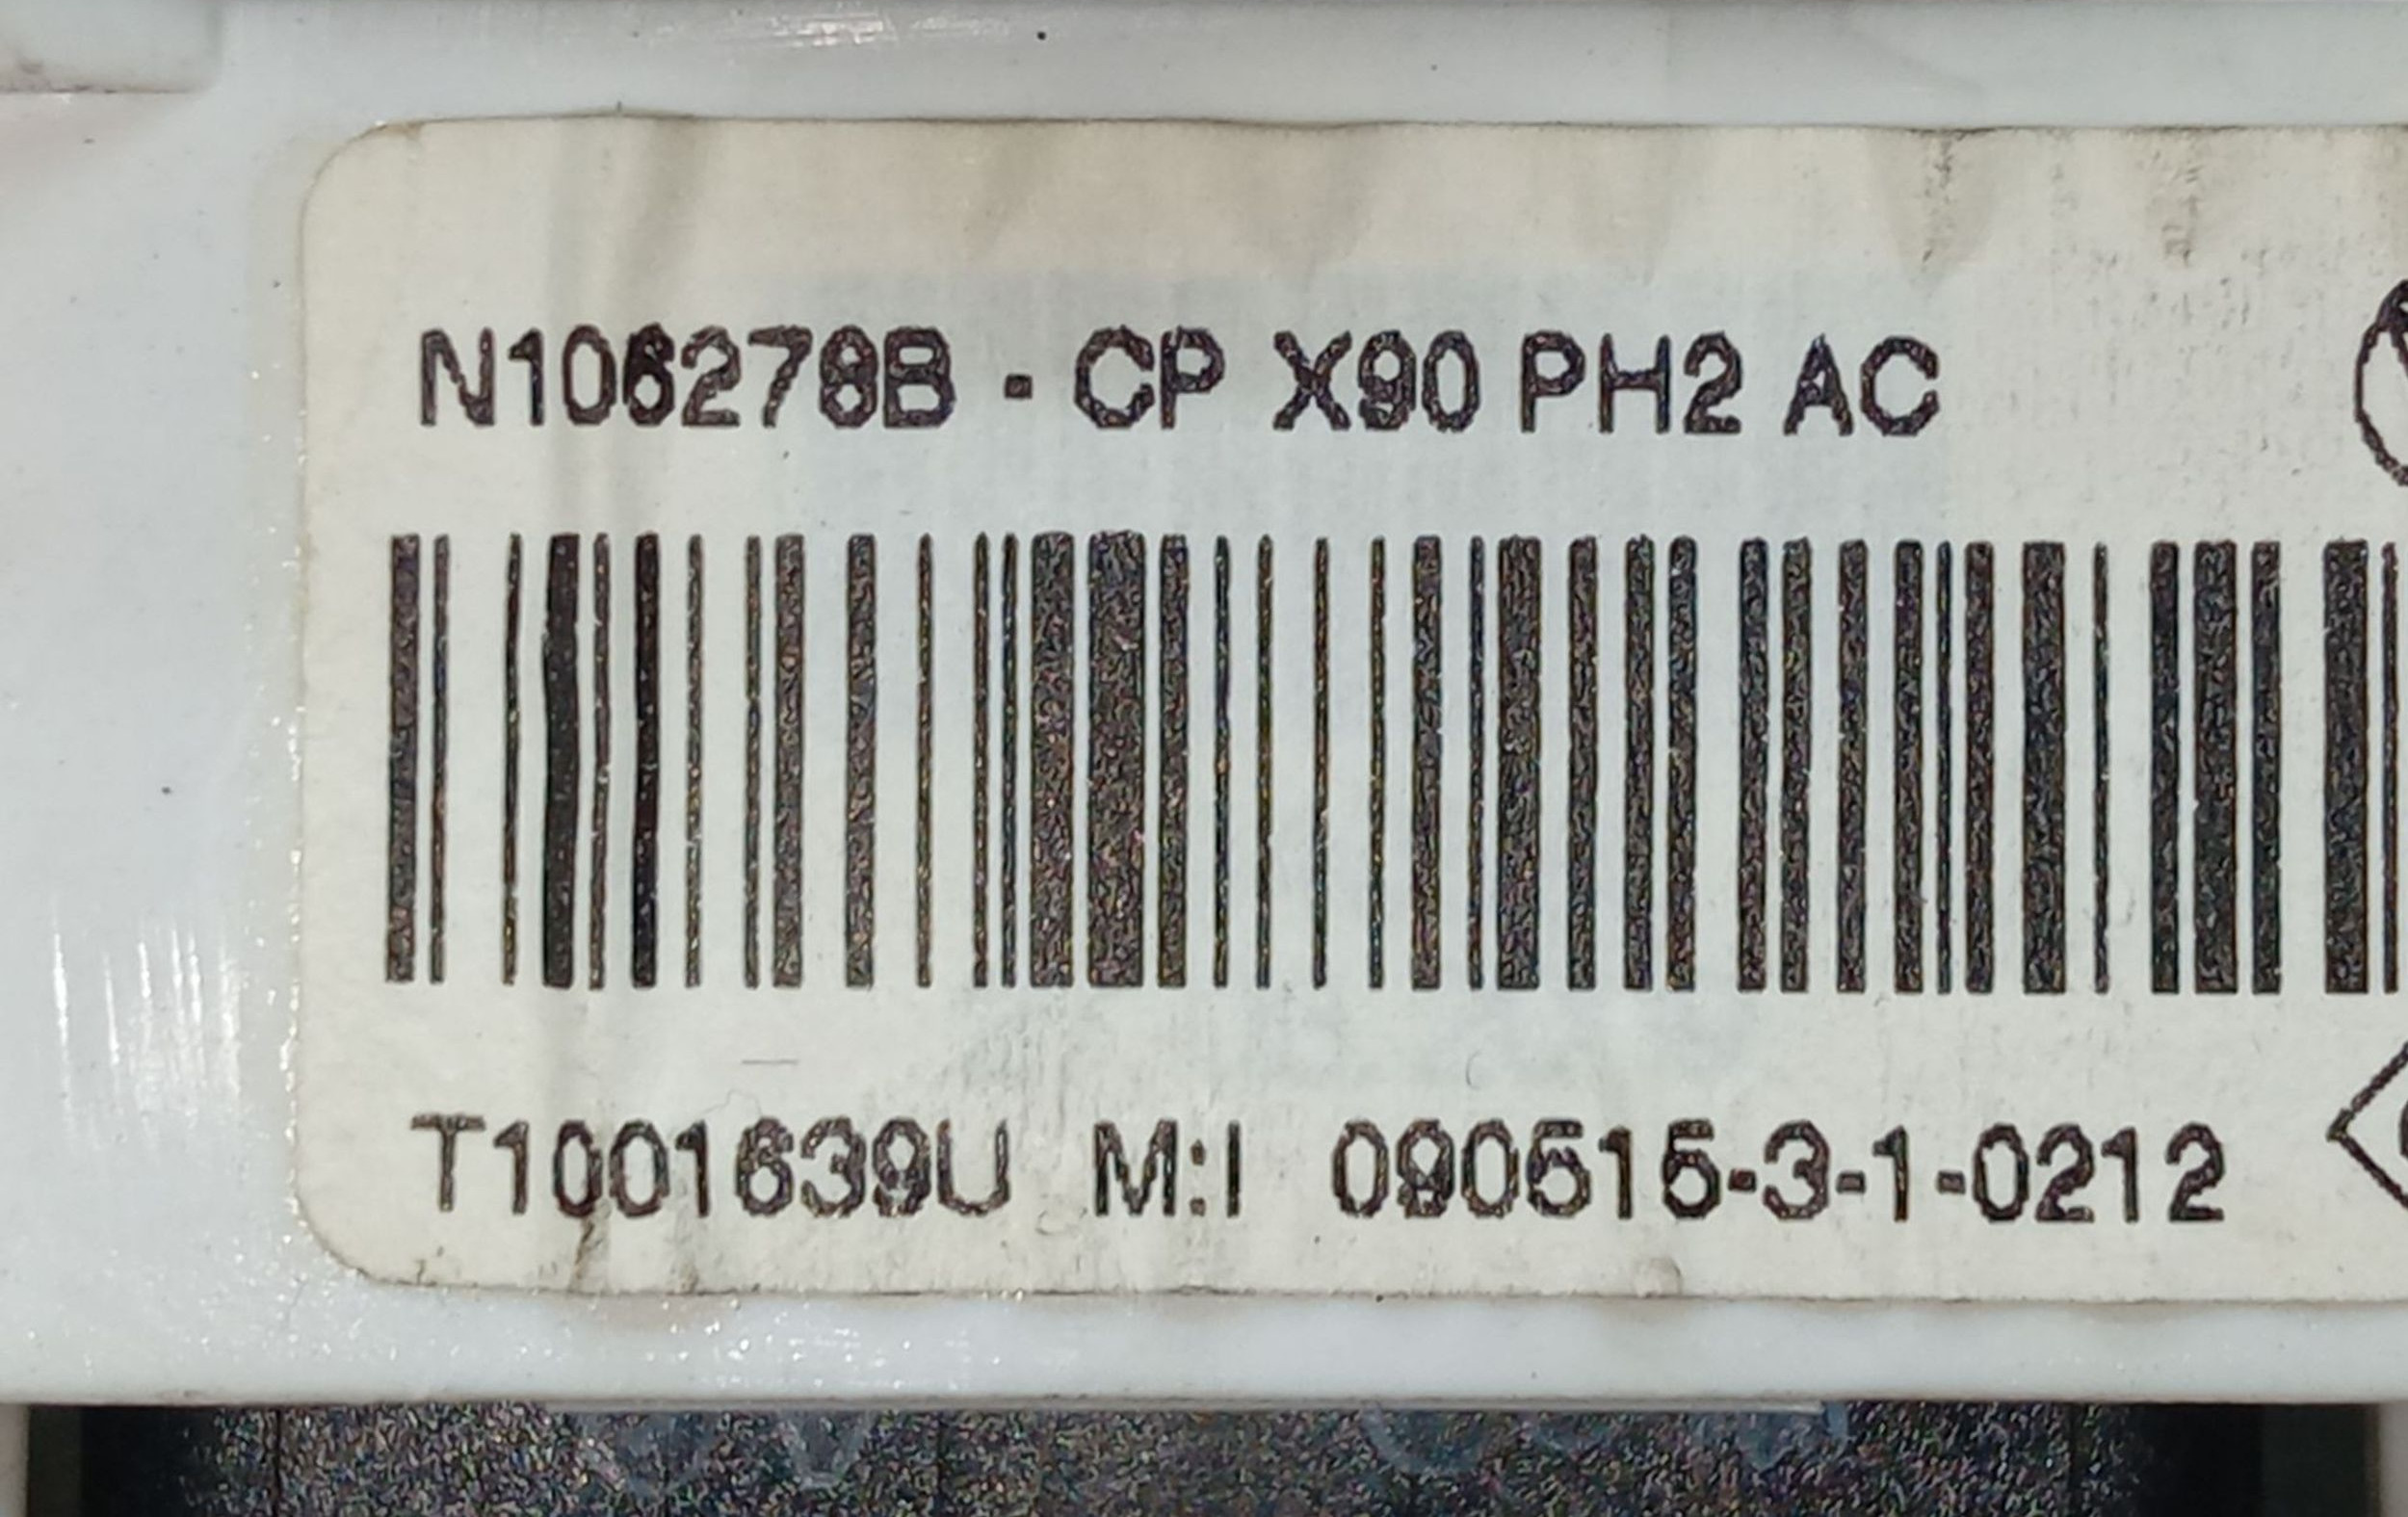 N106278B - CP X90 PH2 AC
T1001639U M:I 090515-3-1-0212